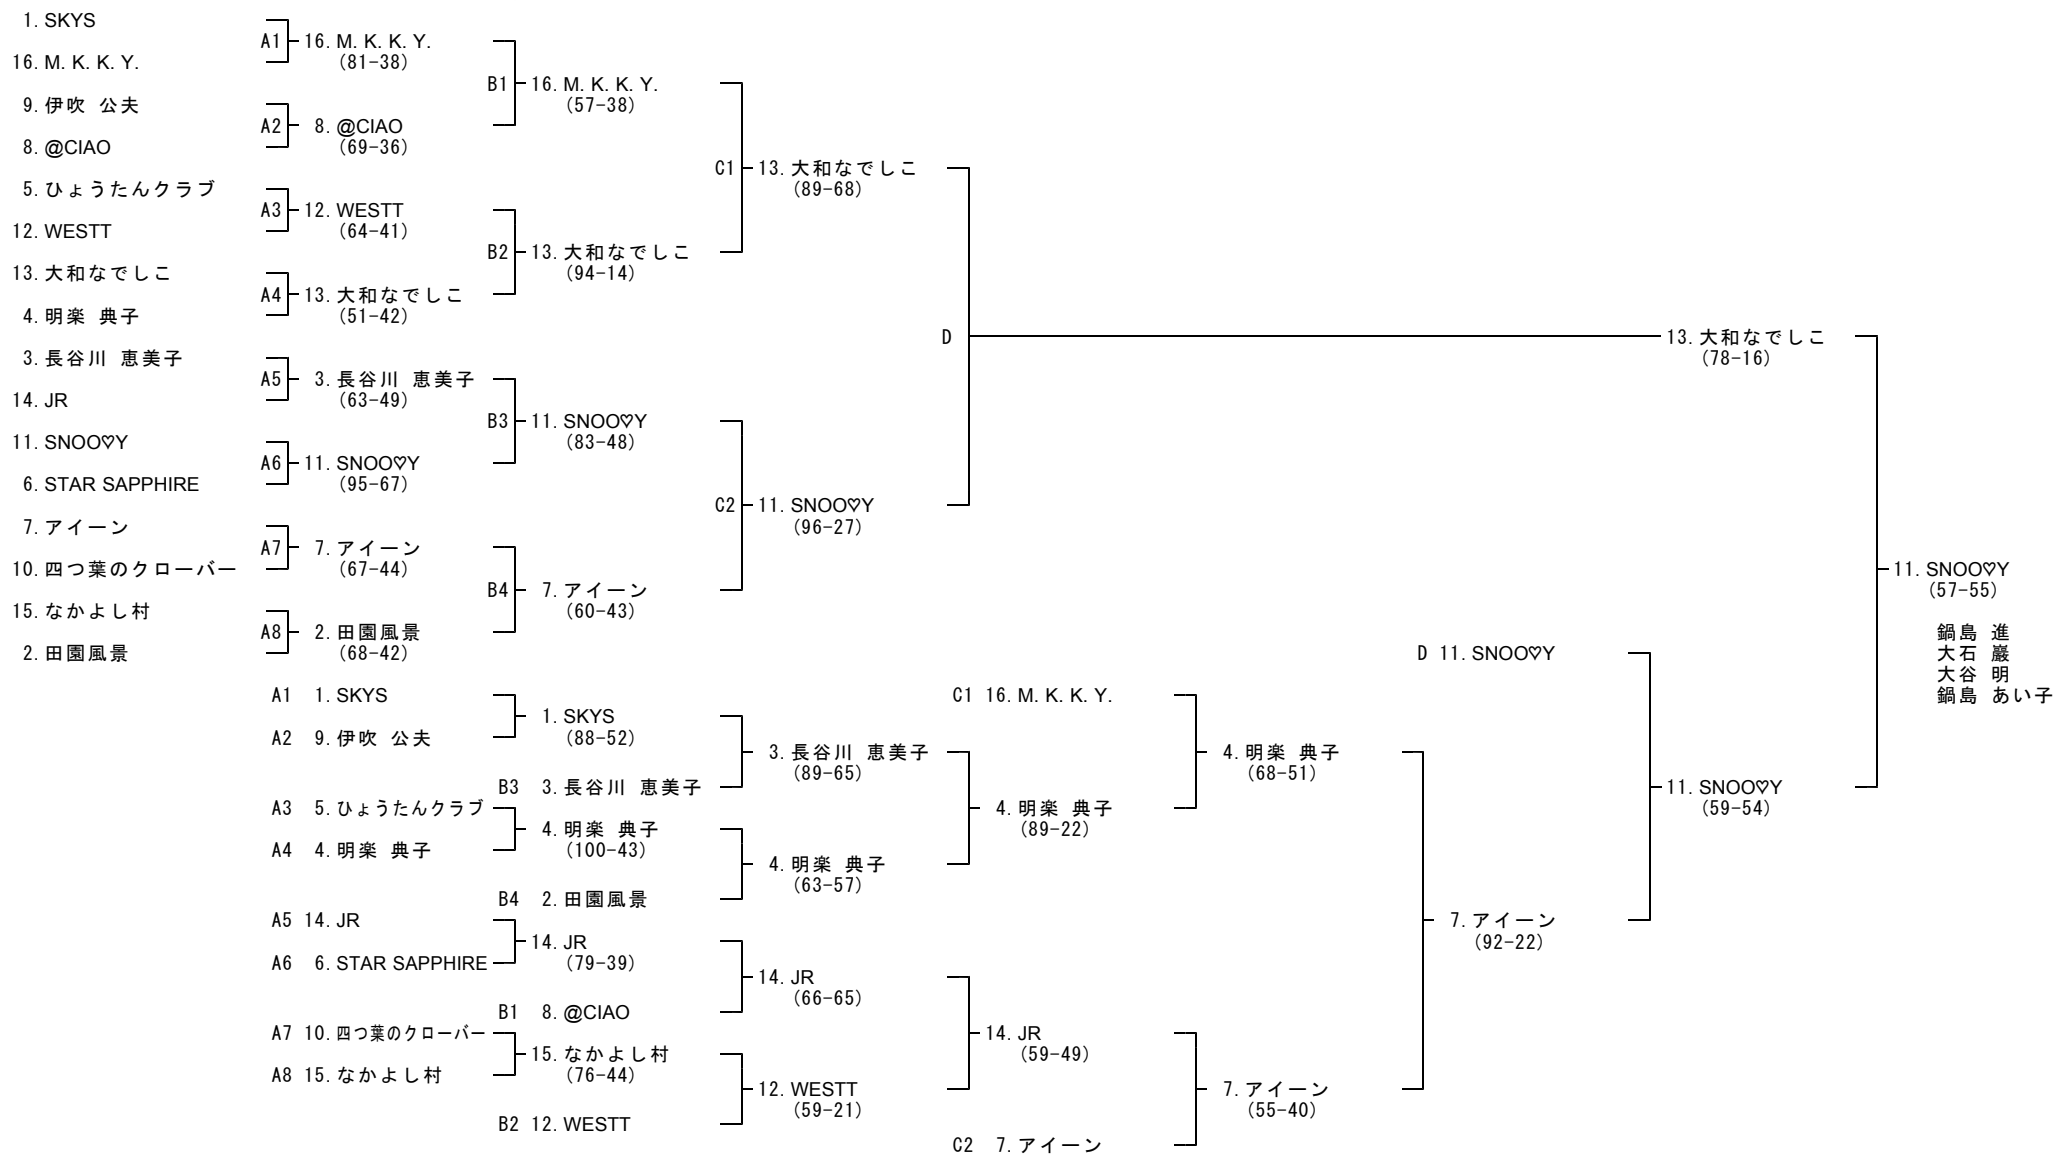 1. SKYS
A1 16. M. K. K. Y.
16. M. K. K. Y.
(81-38)
B1 16. M. K. K. Y.
9. 伊吹 公夫
(57-38)
A2 8. @CIAO
8. @CIAO
(69-36)
C1 13. 大和なでしこ
5. ひょうたんクラブ
(89-68)
A3 12. WESTT
12. WESTT
(64-41)
B2 13. 大和なでしこ
13. 大和なでしこ
(94-14)
A4 13. 大和なでしこ
4. 明楽 典子
(51-42)
D 13. 大和なでしこ
3. 長谷川 恵美子
(78-16)
A5 3. 長谷川 恵美子
14. JR
(63-49)
B3 11. SNOO♡Y
11. SNOO♡Y
(83-48)
A6 11. SNOO♡Y
6. STAR SAPPHIRE
(95-67)
C2 11. SNOO♡Y
7. アイーン
(96-27)
A7 7. アイーン
10. 四つ葉のクローバー
(67-44)
11. SNOO♡Y
B4 7. アイーン
(57-55)
15. なかよし村
(60-43)
A8 2. 田園風景
鍋島 進
2. 田園風景
(68-42)
D 11. SNOO♡Y
大石 巖
大谷 明
A1 1. SKYS
C1 16. M. K. K. Y.
鍋島 あい子
1. SKYS
A2 9. 伊吹 公夫
(88-52)
3. 長谷川 恵美子
4. 明楽 典子
(89-65)
(68-51)
B3 3. 長谷川 恵美子
11. SNOO♡Y
A3 5. ひょうたんクラブ
4. 明楽 典子
(59-54)
4. 明楽 典子
(89-22)
A4 4. 明楽 典子
(100-43)
4. 明楽 典子
(63-57)
B4 2. 田園風景
A5 14. JR
7. アイーン
14. JR
(92-22)
A6 6. STAR SAPPHIRE
(79-39)
14. JR
(66-65)
B1 8. @CIAO
A7 10. 四つ葉のクローバー
14. JR
15. なかよし村
(59-49)
A8 15. なかよし村
(76-44)
12. WESTT
7. アイーン
(59-21)
(55-40)
B2 12. WESTT
C2 7. アイーン